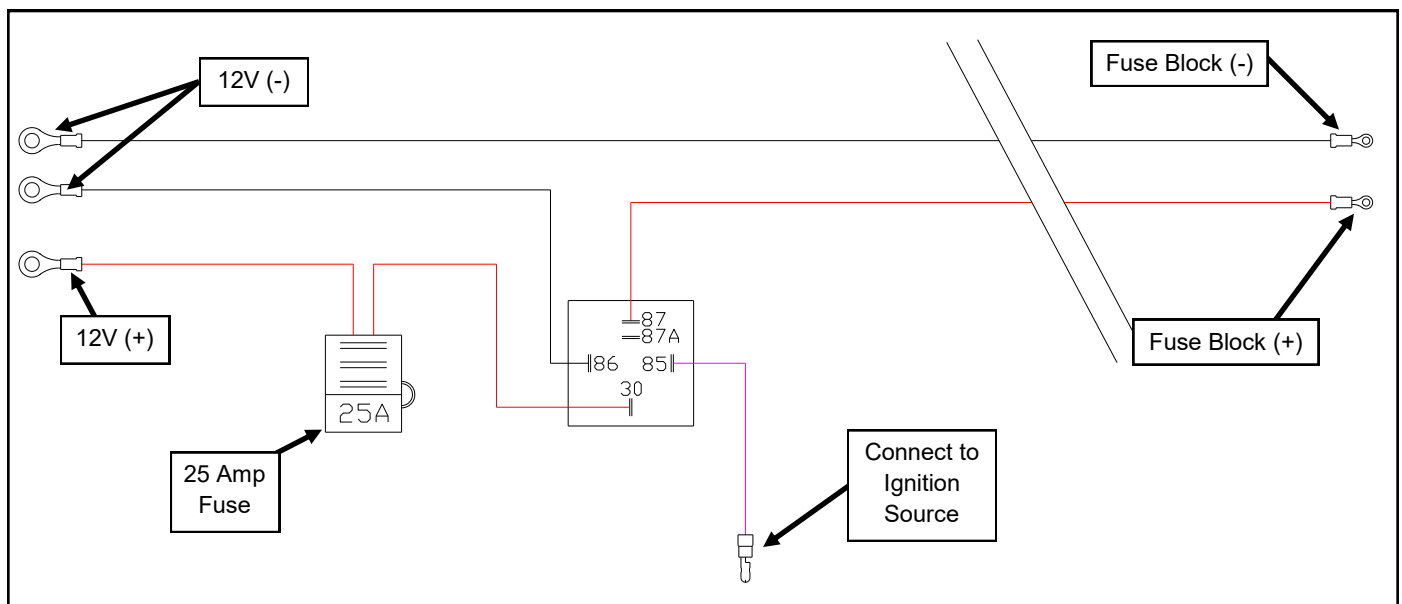 12V (-)
Fuse Block (-)
12V (+)
87
87A
86
85
30
Fuse Block (+)
25A
25 Amp
Fuse
Connect to
Ignition
Source